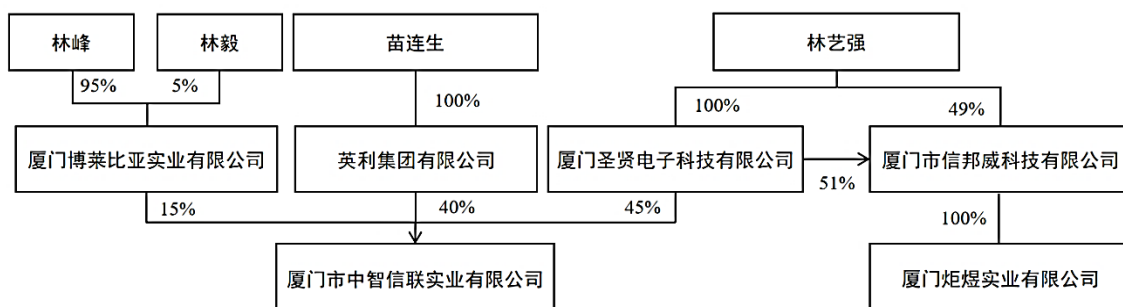 林峰
林毅
苗连生
林艺强
95%
5%
100%
100%
49%
厦门博莱比亚实业有限公司
英利集团有限公司
厦门圣贤电子科技有限公司
厦门市信邦威科技有限公司
51%
15%
40%
45%
100%
厦门市中智信联实业有限公司
厦门炬煜实业有限公司